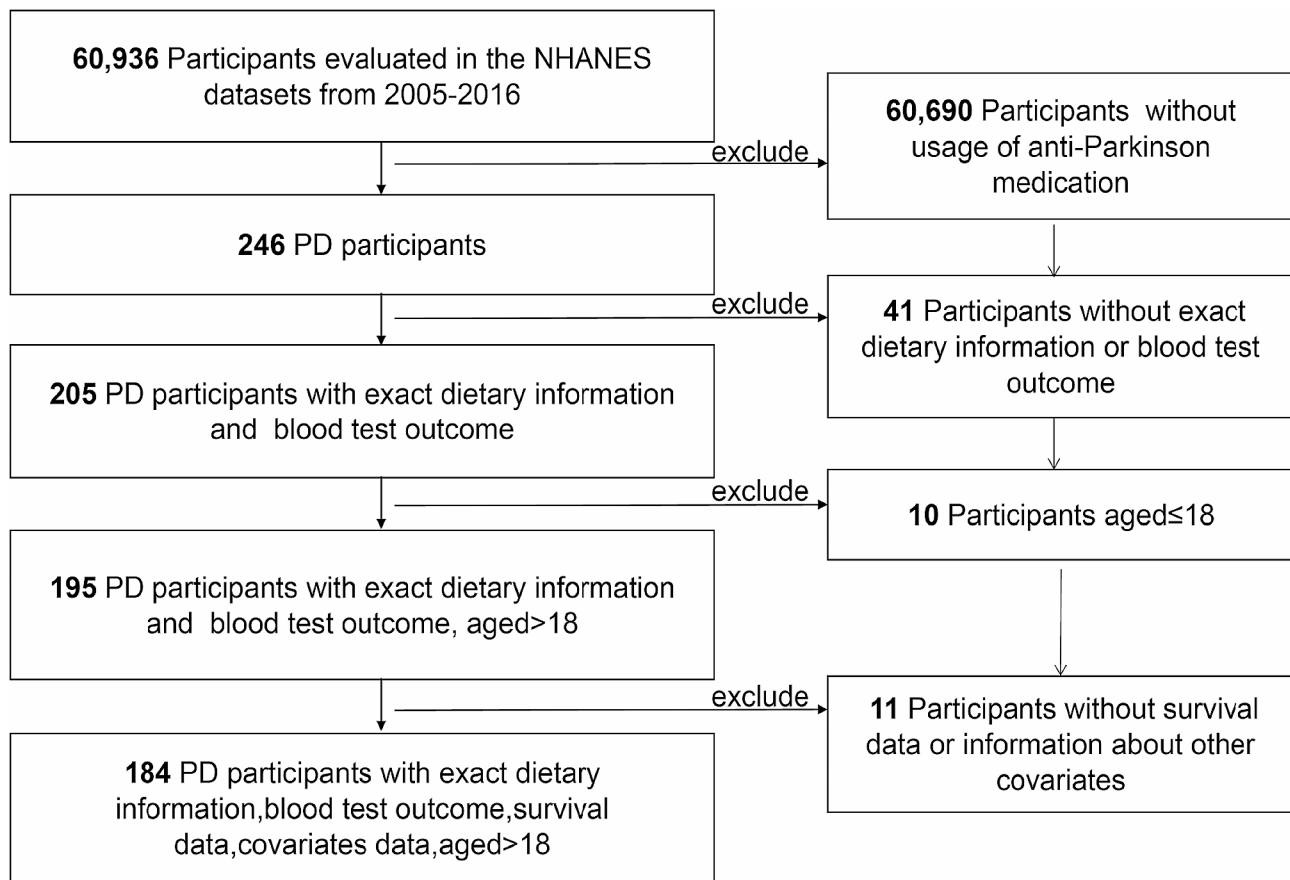 60,936 Participants evaluated in the NHANES
datasets from 2005-2016
exclude
60,690 Participants without
usage of anti-Parkinson
medication
246 PD participants
exclude
41 Participants without exact
dietary information or blood test
outcome
205 PD participants with exact dietary information
and blood test outcome
exclude
10 Participants aged≤18
195 PD participants with exact dietary information
and blood test outcome, aged>18
exclude
11 Participants without survival
data or information about other
covariates
184 PD participants with exact dietary
information,blood test outcome,survival
data,covariates data,aged>18